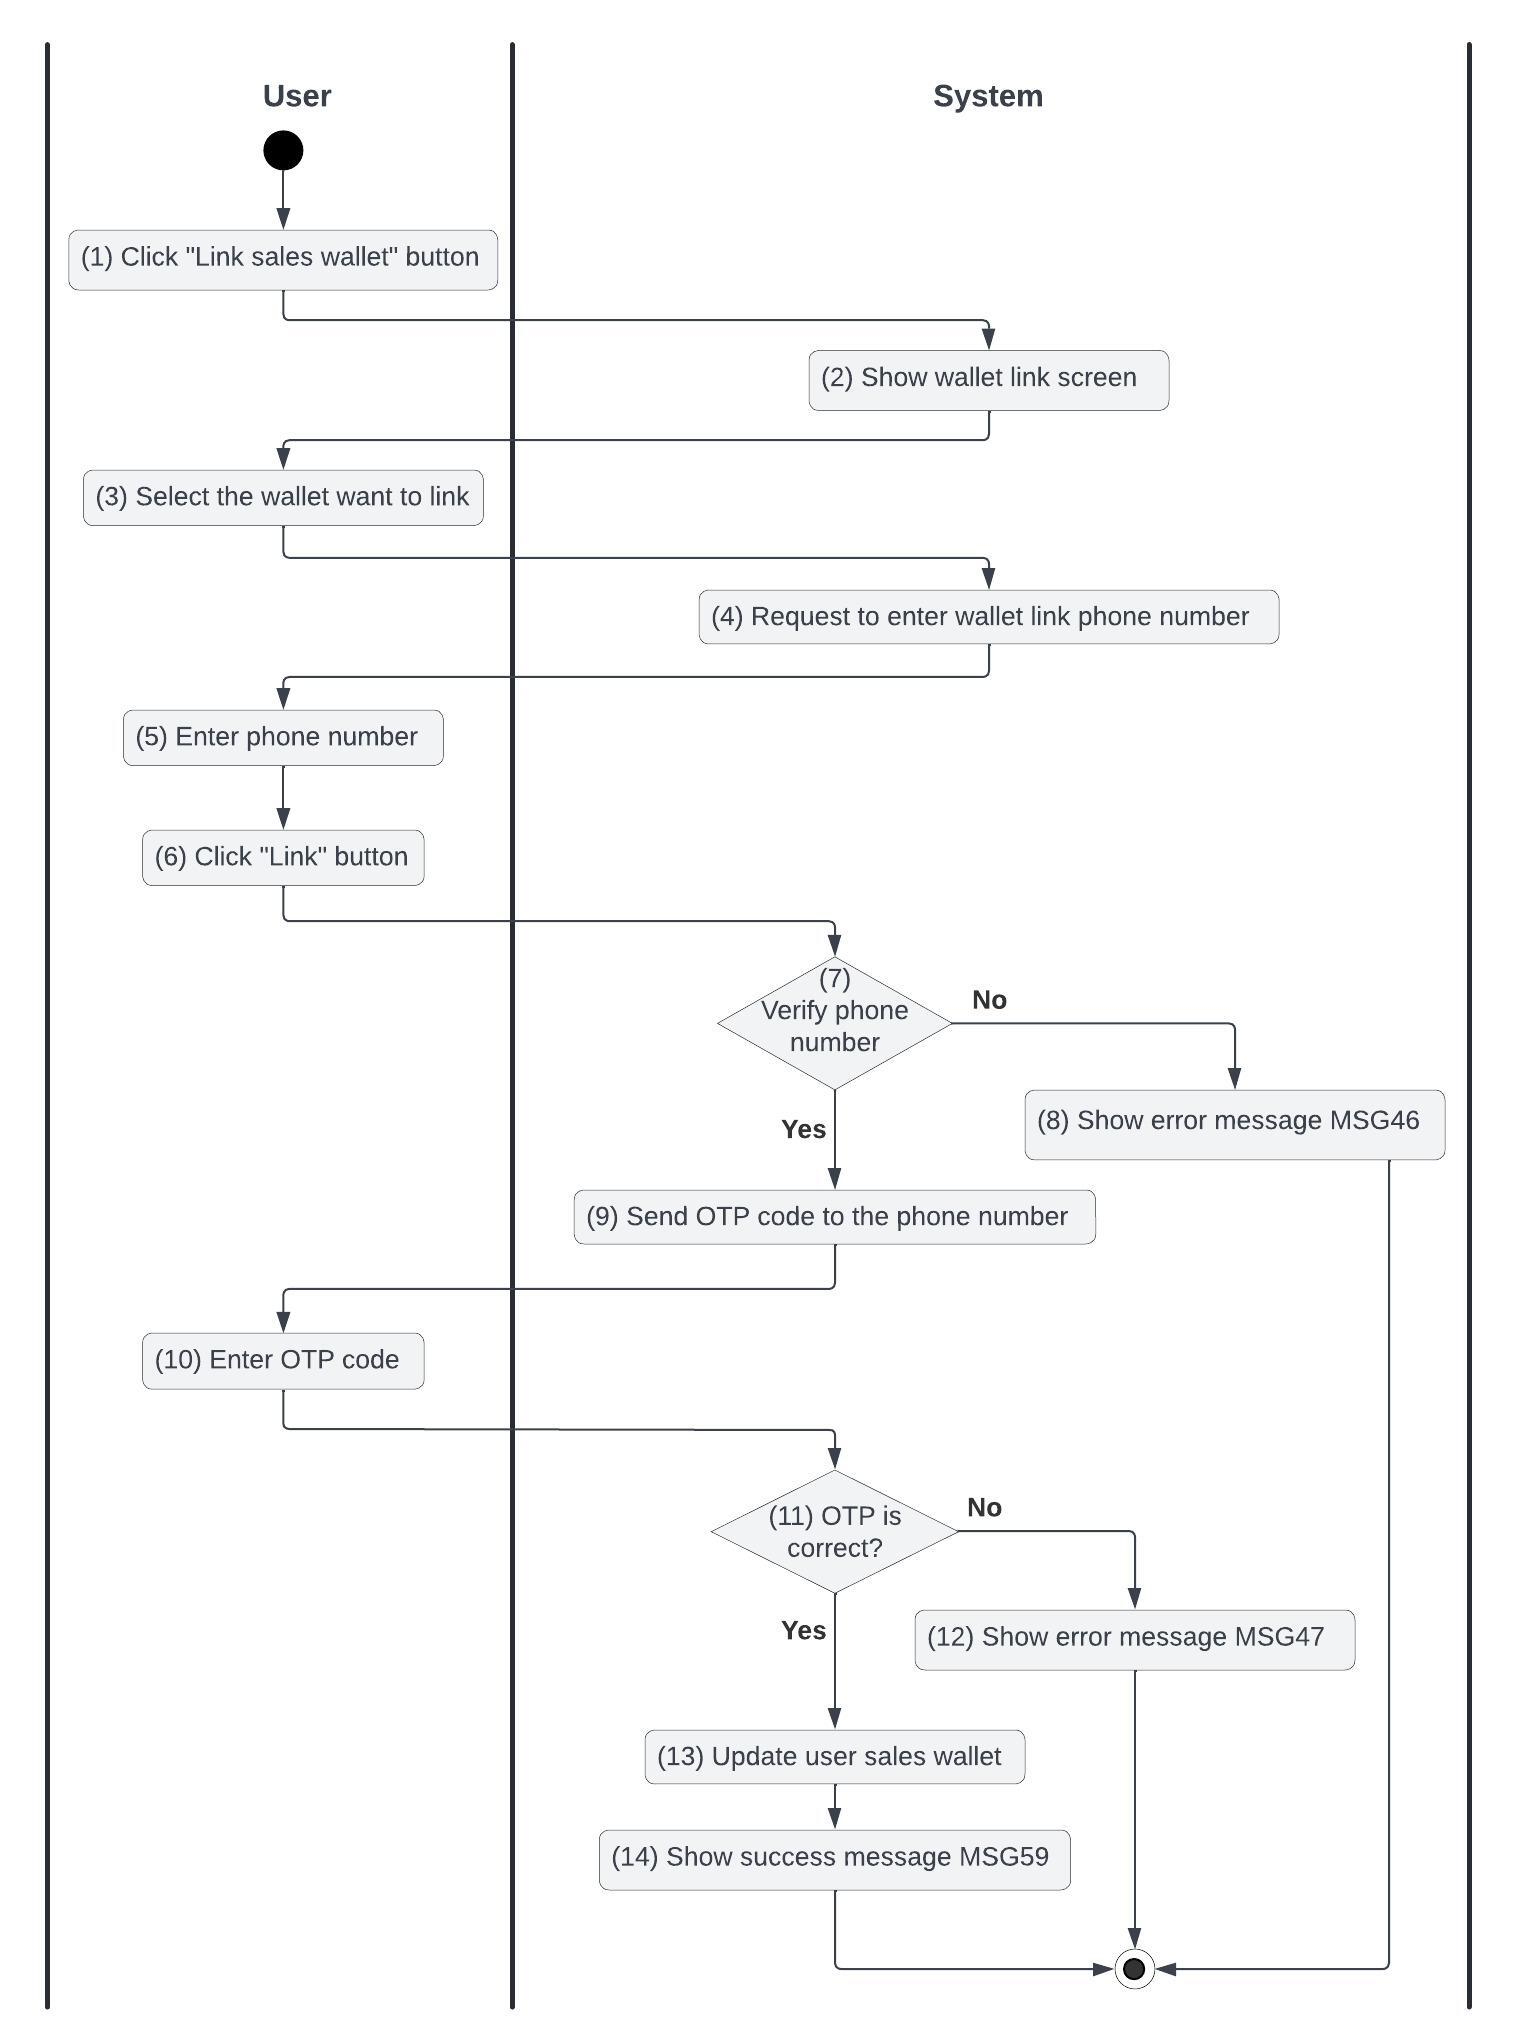 User
System
(1) Click "Link sales wallet" button
(2) Show wallet link screen
(3) Select the wallet want to link
(4) Request to enter wallet link phone number
(5) Enter phone number
(6) Click "Link" button
(7)
Verify phone
number
No
(8) Show error message MSG46
Yes
(9) Send OTP code to the phone number
(10) Enter OTP code
(11) OTP is
correct?
No
(12) Show error message MSG47
Yes
(13) Update user sales wallet
(14) Show success message MSG59